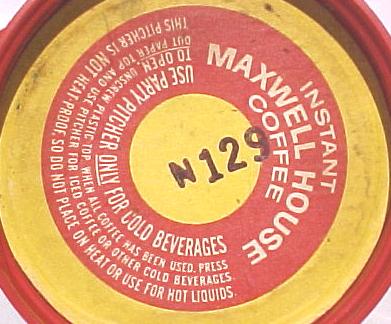 INSTANT
MAXWELL HOUSE
COFFEE
N129
USE PARTY PITCHER ONLY FOR COLD BEVERAGES
TO OPEN, UNSCREW PLASTIC TOP. WHEN ALL COFFEE HAS BEEN USED, PRESS
OUT PAPER TOP AND USE PITCHER FOR ICED COFFEE OR OTHER COLD BEVERAGES.
THIS PITCHER IS NOT HEAT-PROOF, SO DO NOT PLACE ON HEAT OR USE FOR HOT LIQUIDS.